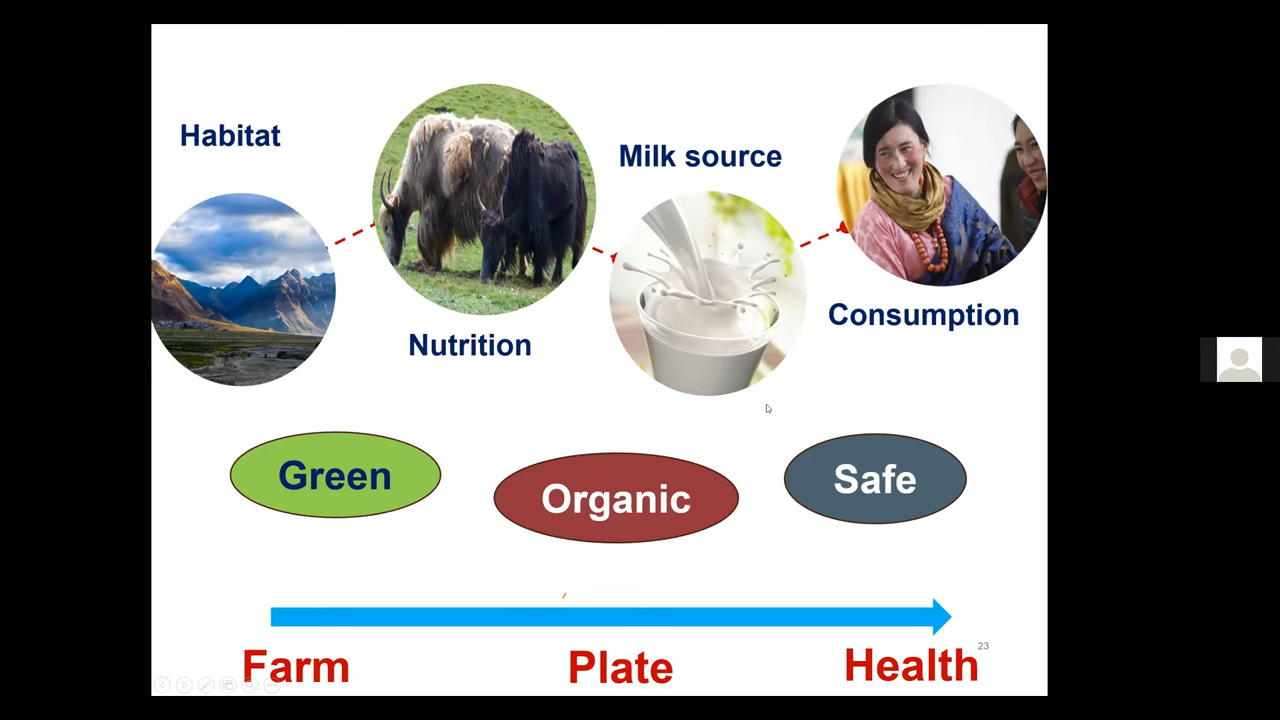 Habitat
Milk source
Nutrition
Consumption
Green
Organic
Safe
Farm
Plate
Health
23